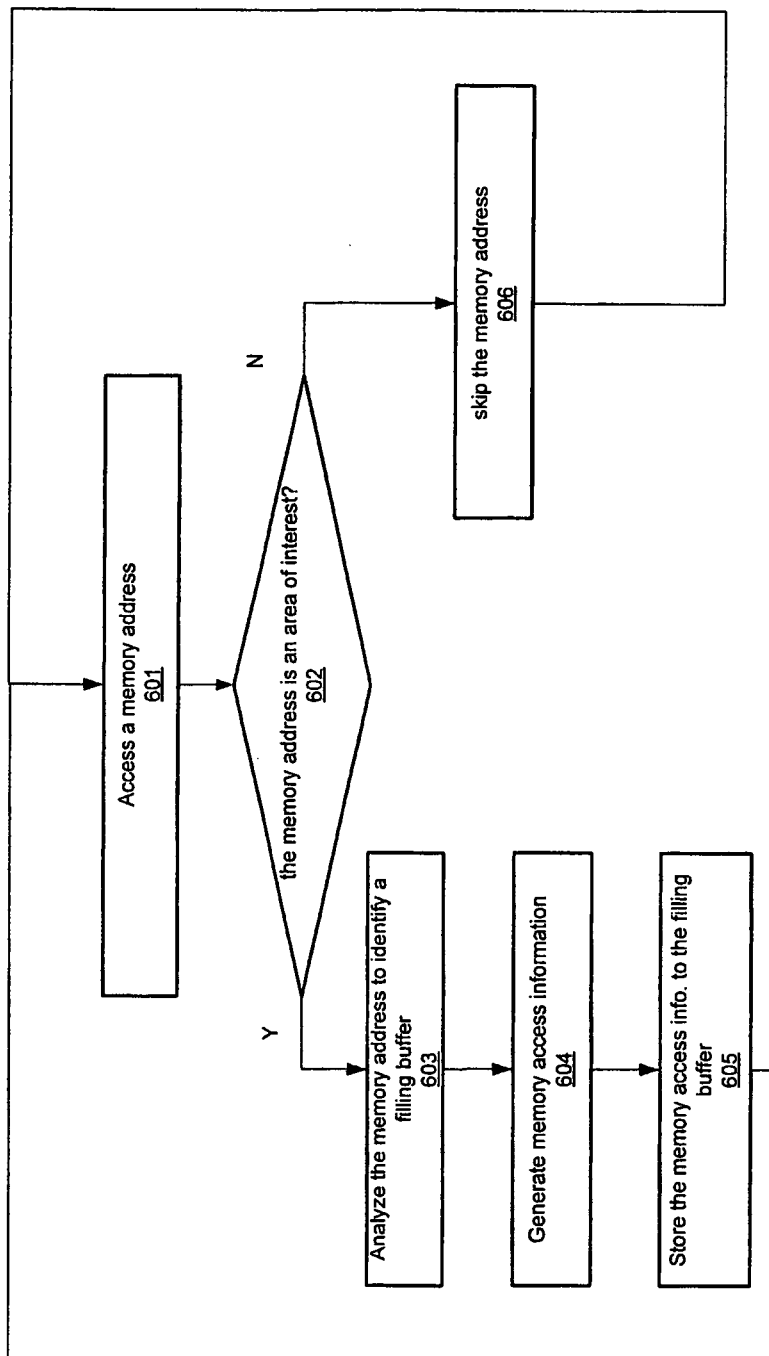 Access a memory address
601
the memory address is an area of interest?
602
Y
N
Analyze the memory address to identify a
filling buffer
603
skip the memory address
606
Generate memory access information
604
Store the memory access info. to the filling
buffer
605